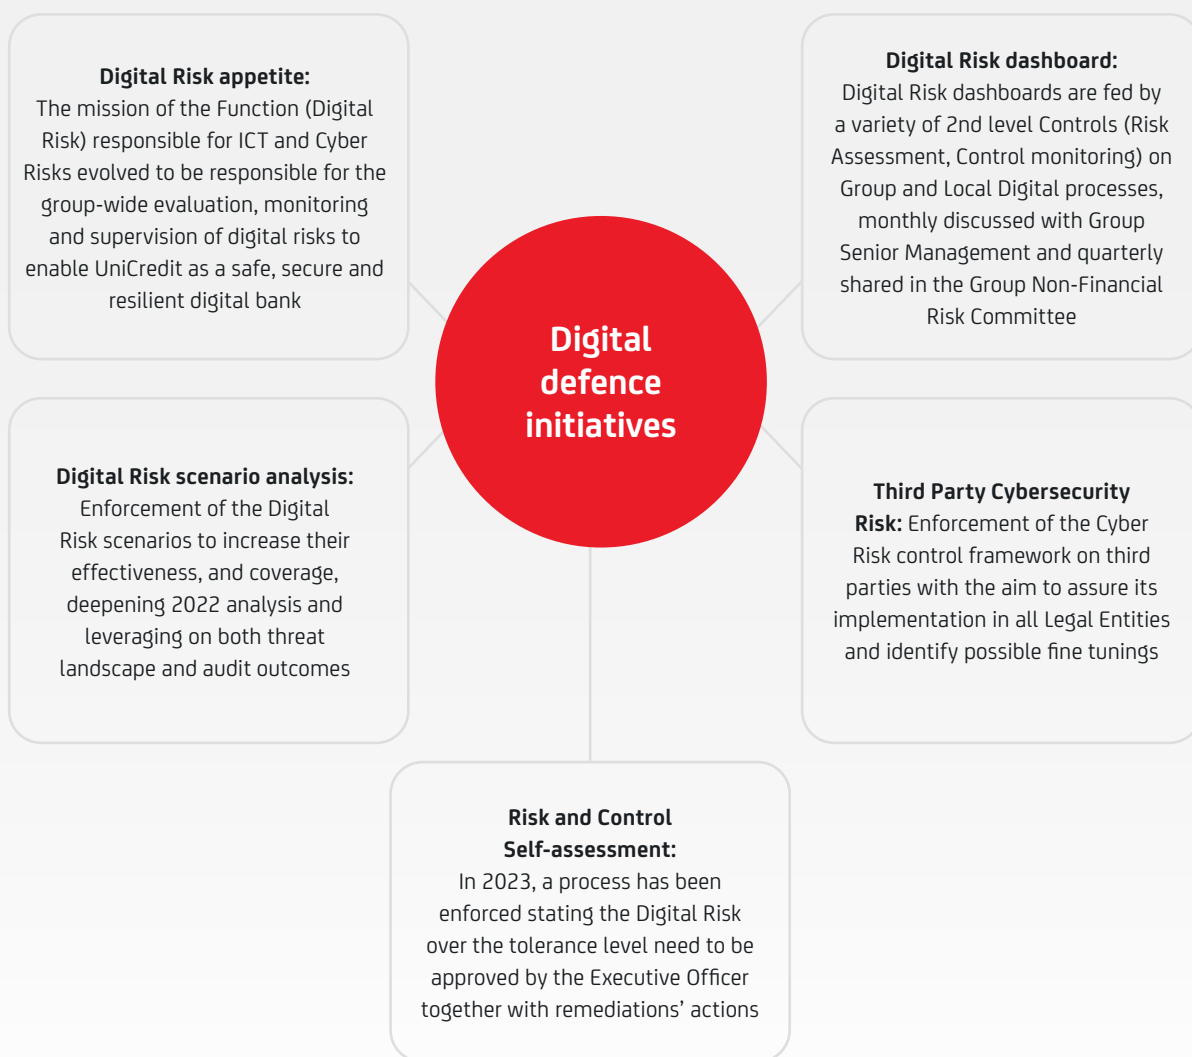 Digital Risk appetite:
The mission of the Function (Digital
Risk) responsible for ICT and Cyber
Risks evolved to be responsible for the
group-wide evaluation, monitoring
and supervision of digital risks to
enable UniCredit as a safe, secure and
resilient digital bank
Digital Risk dashboard:
Digital Risk dashboards are fed by
a variety of 2nd level Controls (Risk
Assessment, Control monitoring) on
Group and Local Digital processes,
monthly discussed with Group
Senior Management and quarterly
shared in the Group Non-Financial
Risk Committee
Digital
defence
initiatives
Digital Risk scenario analysis:
Enforcement of the Digital
Risk scenarios to increase their
effectiveness, and coverage,
deepening 2022 analysis and
leveraging on both threat
landscape and audit outcomes
Third Party Cybersecurity
Risk: Enforcement of the Cyber
Risk control framework on third
parties with the aim to assure its
implementation in all Legal Entities
and identify possible fine tunings
Risk and Control
Self-assessment:
In 2023, a process has been
enforced stating the Digital Risk
over the tolerance level need to be
approved by the Executive Officer
together with remediations’ actions